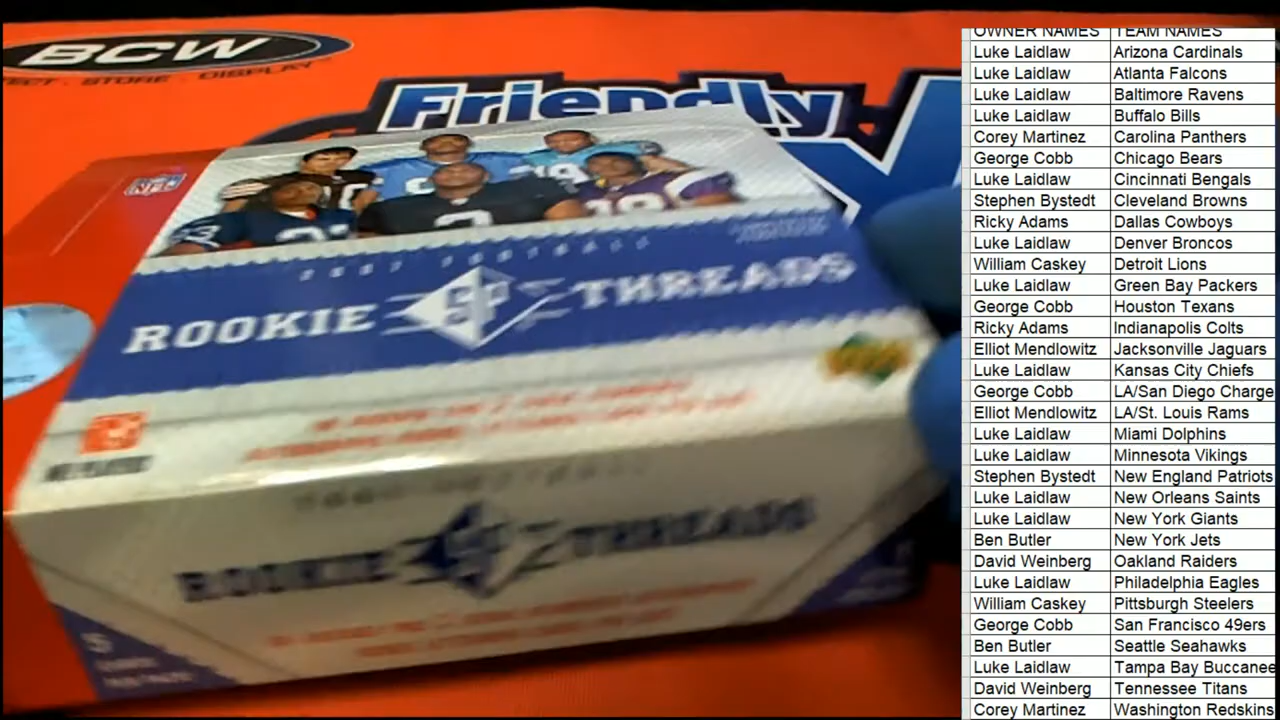 BCW
STORE · DISPLAY
Friendly
NFL
2007 FOOTBALL
ROOKIE SP THREADS
ROOKIE SP THREADS
5
OWNER NAMES TEAM NAMES
Luke Laidlaw Arizona Cardinals
Luke Laidlaw Atlanta Falcons
Luke Laidlaw Baltimore Ravens
Luke Laidlaw Buffalo Bills
Corey Martinez Carolina Panthers
George Cobb Chicago Bears
Luke Laidlaw Cincinnati Bengals
Stephen Bystedt Cleveland Browns
Ricky Adams Dallas Cowboys
Luke Laidlaw Denver Broncos
William Caskey Detroit Lions
Luke Laidlaw Green Bay Packers
George Cobb Houston Texans
Ricky Adams Indianapolis Colts
Elliot Mendlowitz Jacksonville Jaguars
Luke Laidlaw Kansas City Chiefs
George Cobb LA/San Diego Charge
Elliot Mendlowitz LA/St. Louis Rams
Luke Laidlaw Miami Dolphins
Luke Laidlaw Minnesota Vikings
Stephen Bystedt New England Patriots
Luke Laidlaw New Orleans Saints
Luke Laidlaw New York Giants
Ben Butler New York Jets
David Weinberg Oakland Raiders
Luke Laidlaw Philadelphia Eagles
William Caskey Pittsburgh Steelers
George Cobb San Francisco 49ers
Ben Butler Seattle Seahawks
Luke Laidlaw Tampa Bay Buccanee
David Weinberg Tennessee Titans
Corey Martinez Washington Redskins